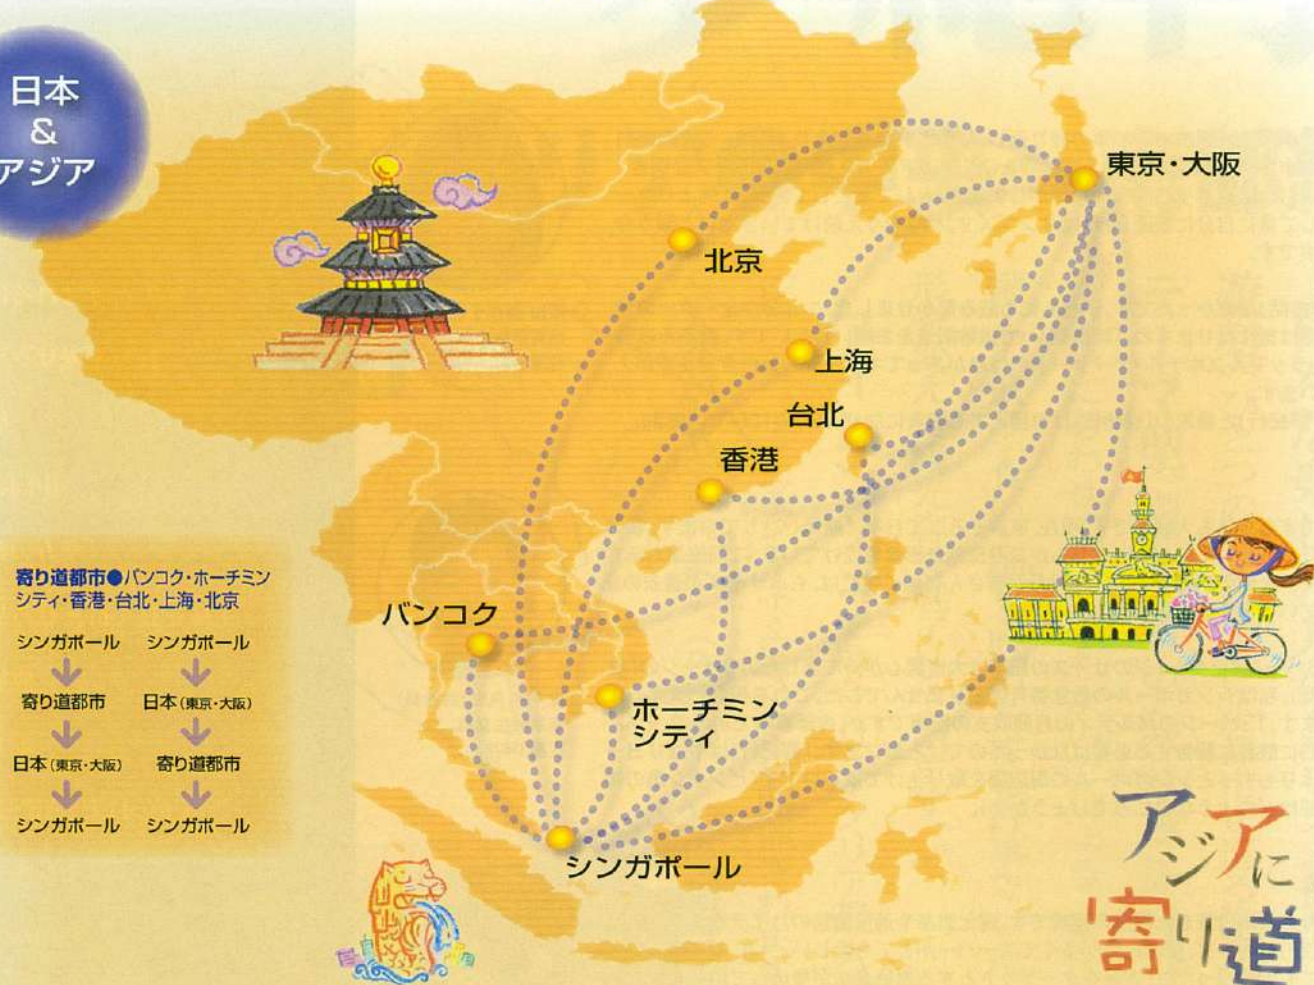 日本
&
アジア
東京・大阪
北京
上海
台北
香港
バンコク
ホーチミン
シティ
シンガポール
寄り道都市●バンコク・ホーチミン
シティ・香港・台北・上海・北京
シンガポール
寄り道都市
日本（東京・大阪）
シンガポール
シンガポール
日本（東京・大阪）
寄り道都市
シンガポール
アジアに
寄り道